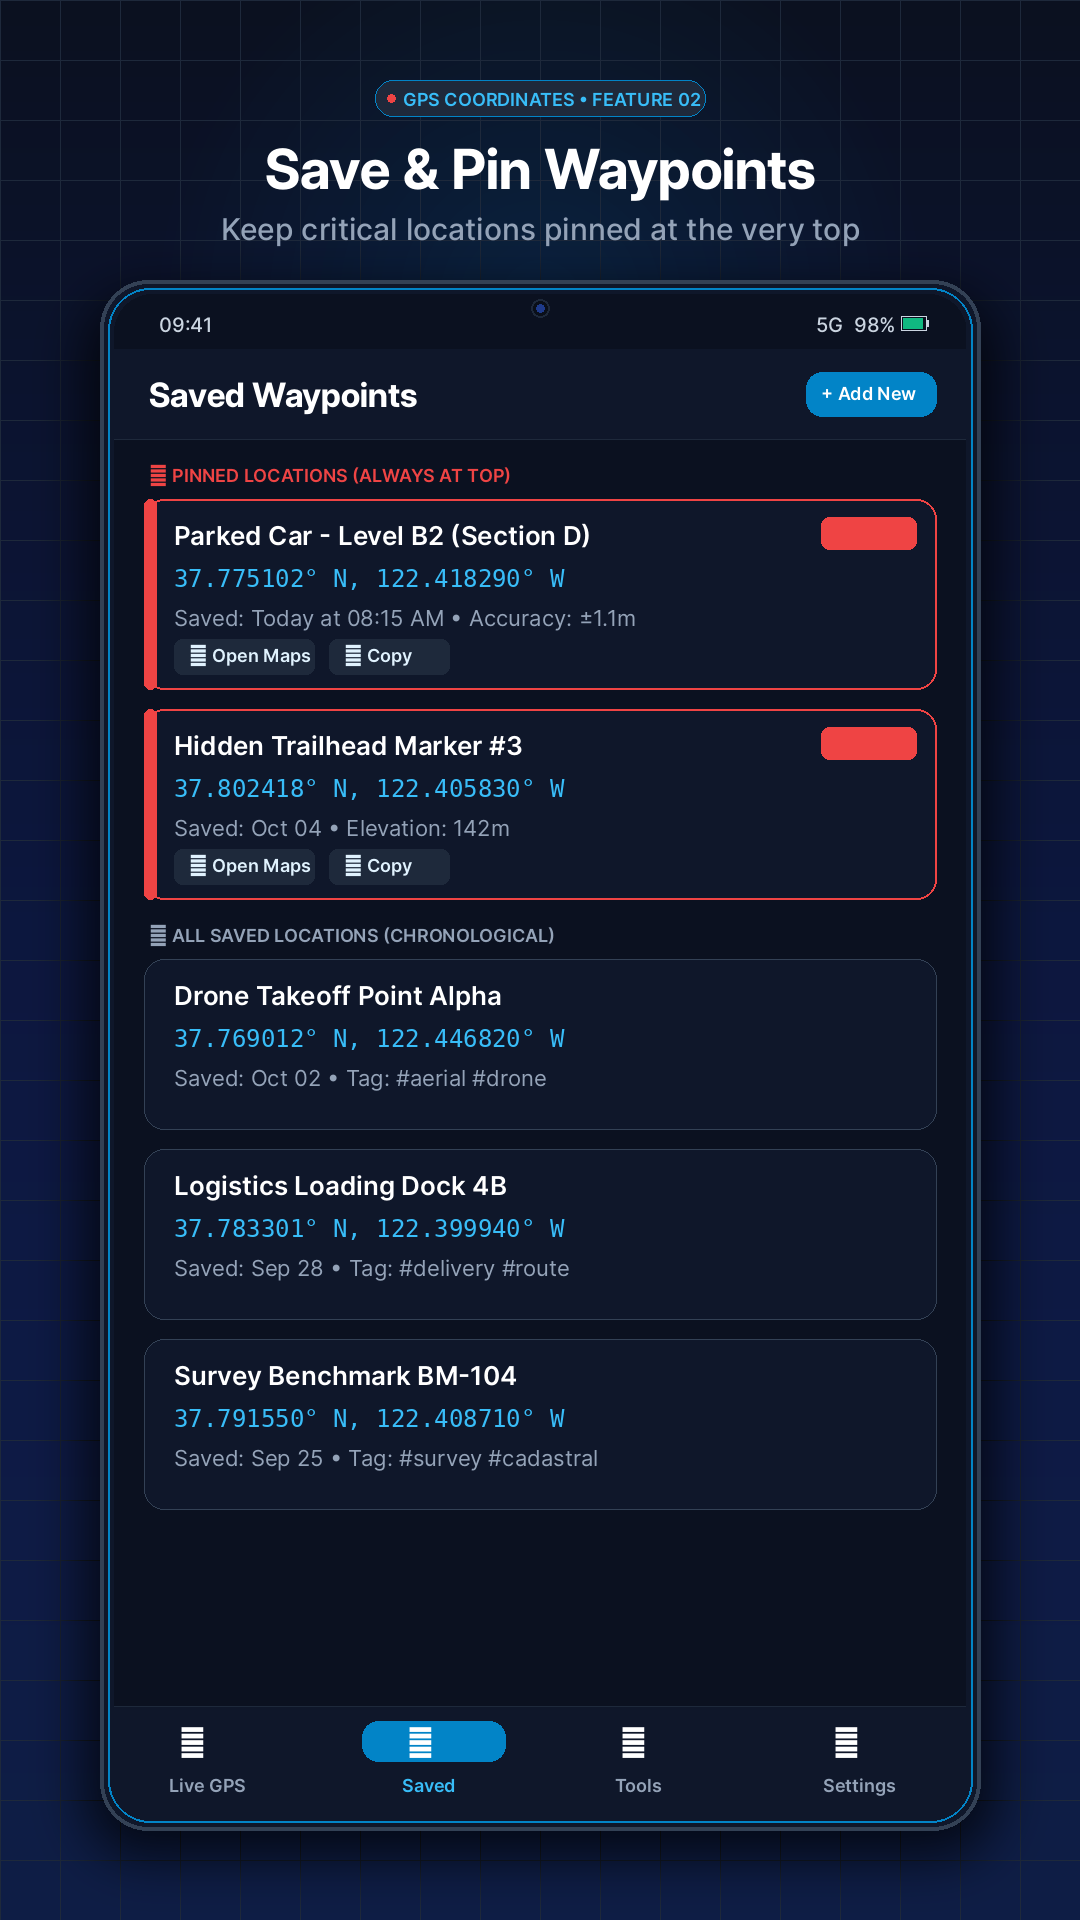 GPS COORDINATES • FEATURE 02
Save & Pin Waypoints
Keep critical locations pinned at the very top
09:41
5G 98%
Saved Waypoints
+ Add New
PINNED LOCATIONS (ALWAYS AT TOP)
Parked Car - Level B2 (Section D)
37.775102° N, 122.418290° W
Saved: Today at 08:15 AM • Accuracy: ±1.1m
Open Maps
Copy
Hidden Trailhead Marker #3
37.802418° N, 122.405830° W
Saved: Oct 04 • Elevation: 142m
Open Maps
Copy
ALL SAVED LOCATIONS (CHRONOLOGICAL)
Drone Takeoff Point Alpha
37.769012° N, 122.446820° W
Saved: Oct 02 • Tag: #aerial #drone
Logistics Loading Dock 4B
37.783301° N, 122.399940° W
Saved: Sep 28 • Tag: #delivery #route
Survey Benchmark BM-104
37.791550° N, 122.408710° W
Saved: Sep 25 • Tag: #survey #cadastral
Live GPS
Saved
Tools
Settings